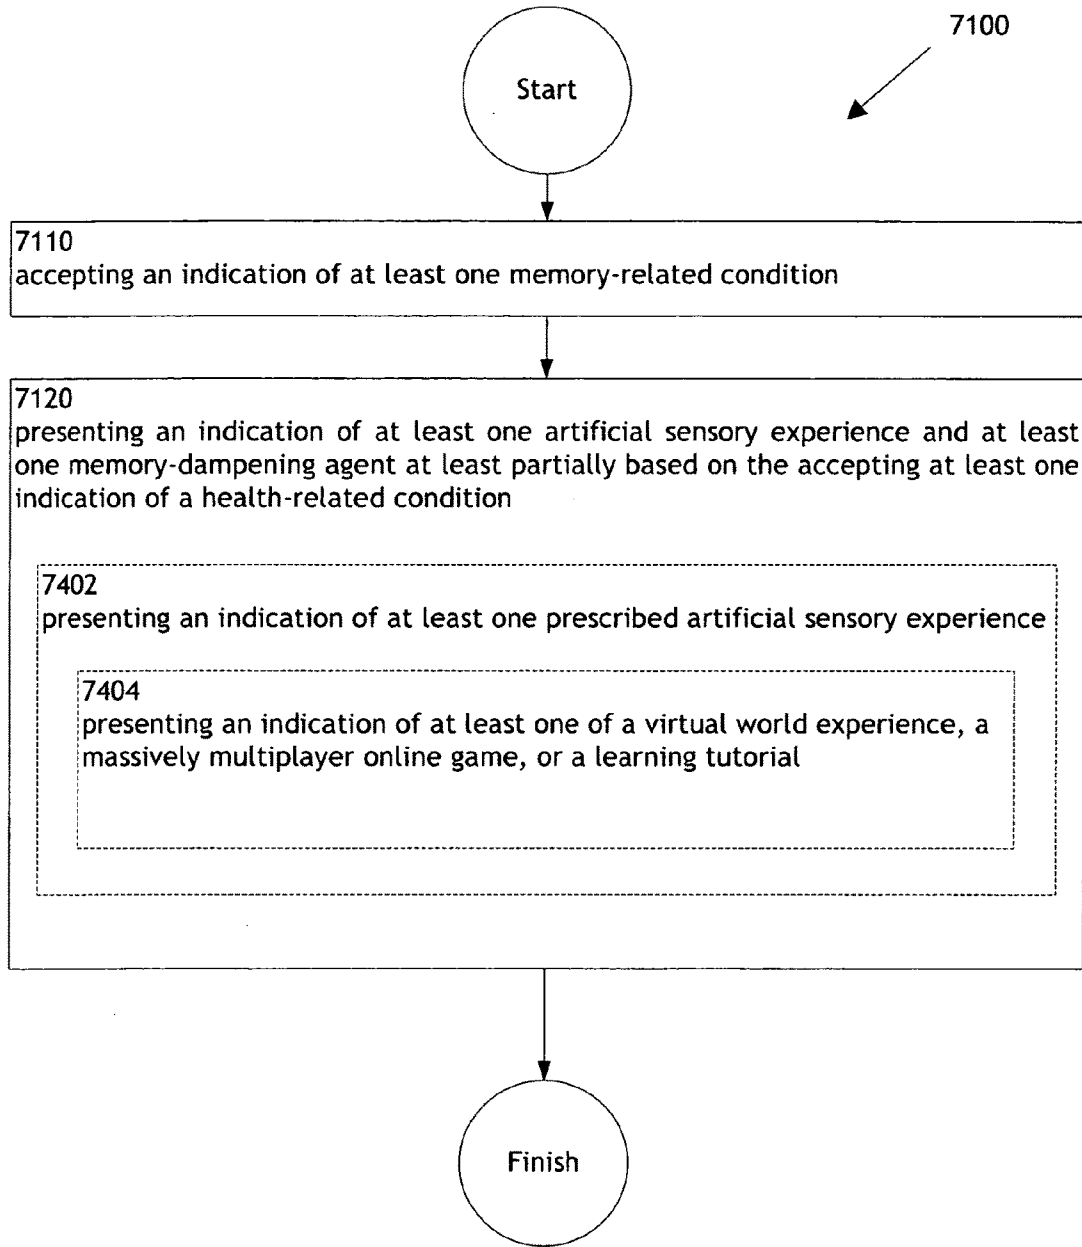 7100
Start
7110
accepting an indication of at least one memory-related condition
7120
presenting an indication of at least one artificial sensory experience and at least
one memory-dampening agent at least partially based on the accepting at least one
indication of a health-related condition
7402
presenting an indication of at least one prescribed artificial sensory experience
7404
presenting an indication of at least one of a virtual world experience, a
massively multiplayer online game, or a learning tutorial
Finish